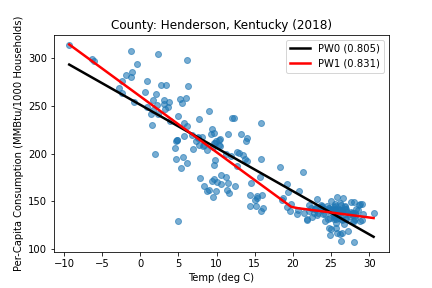 County: Henderson, Kentucky (2018)
Per-Capita Consumption (MMBtu/1000 Households)
300
250
200
150
100
PW0 (0.805)
PW1 (0.831)
−10 −5 0 5 10 15 20 25 30
Temp (deg C)